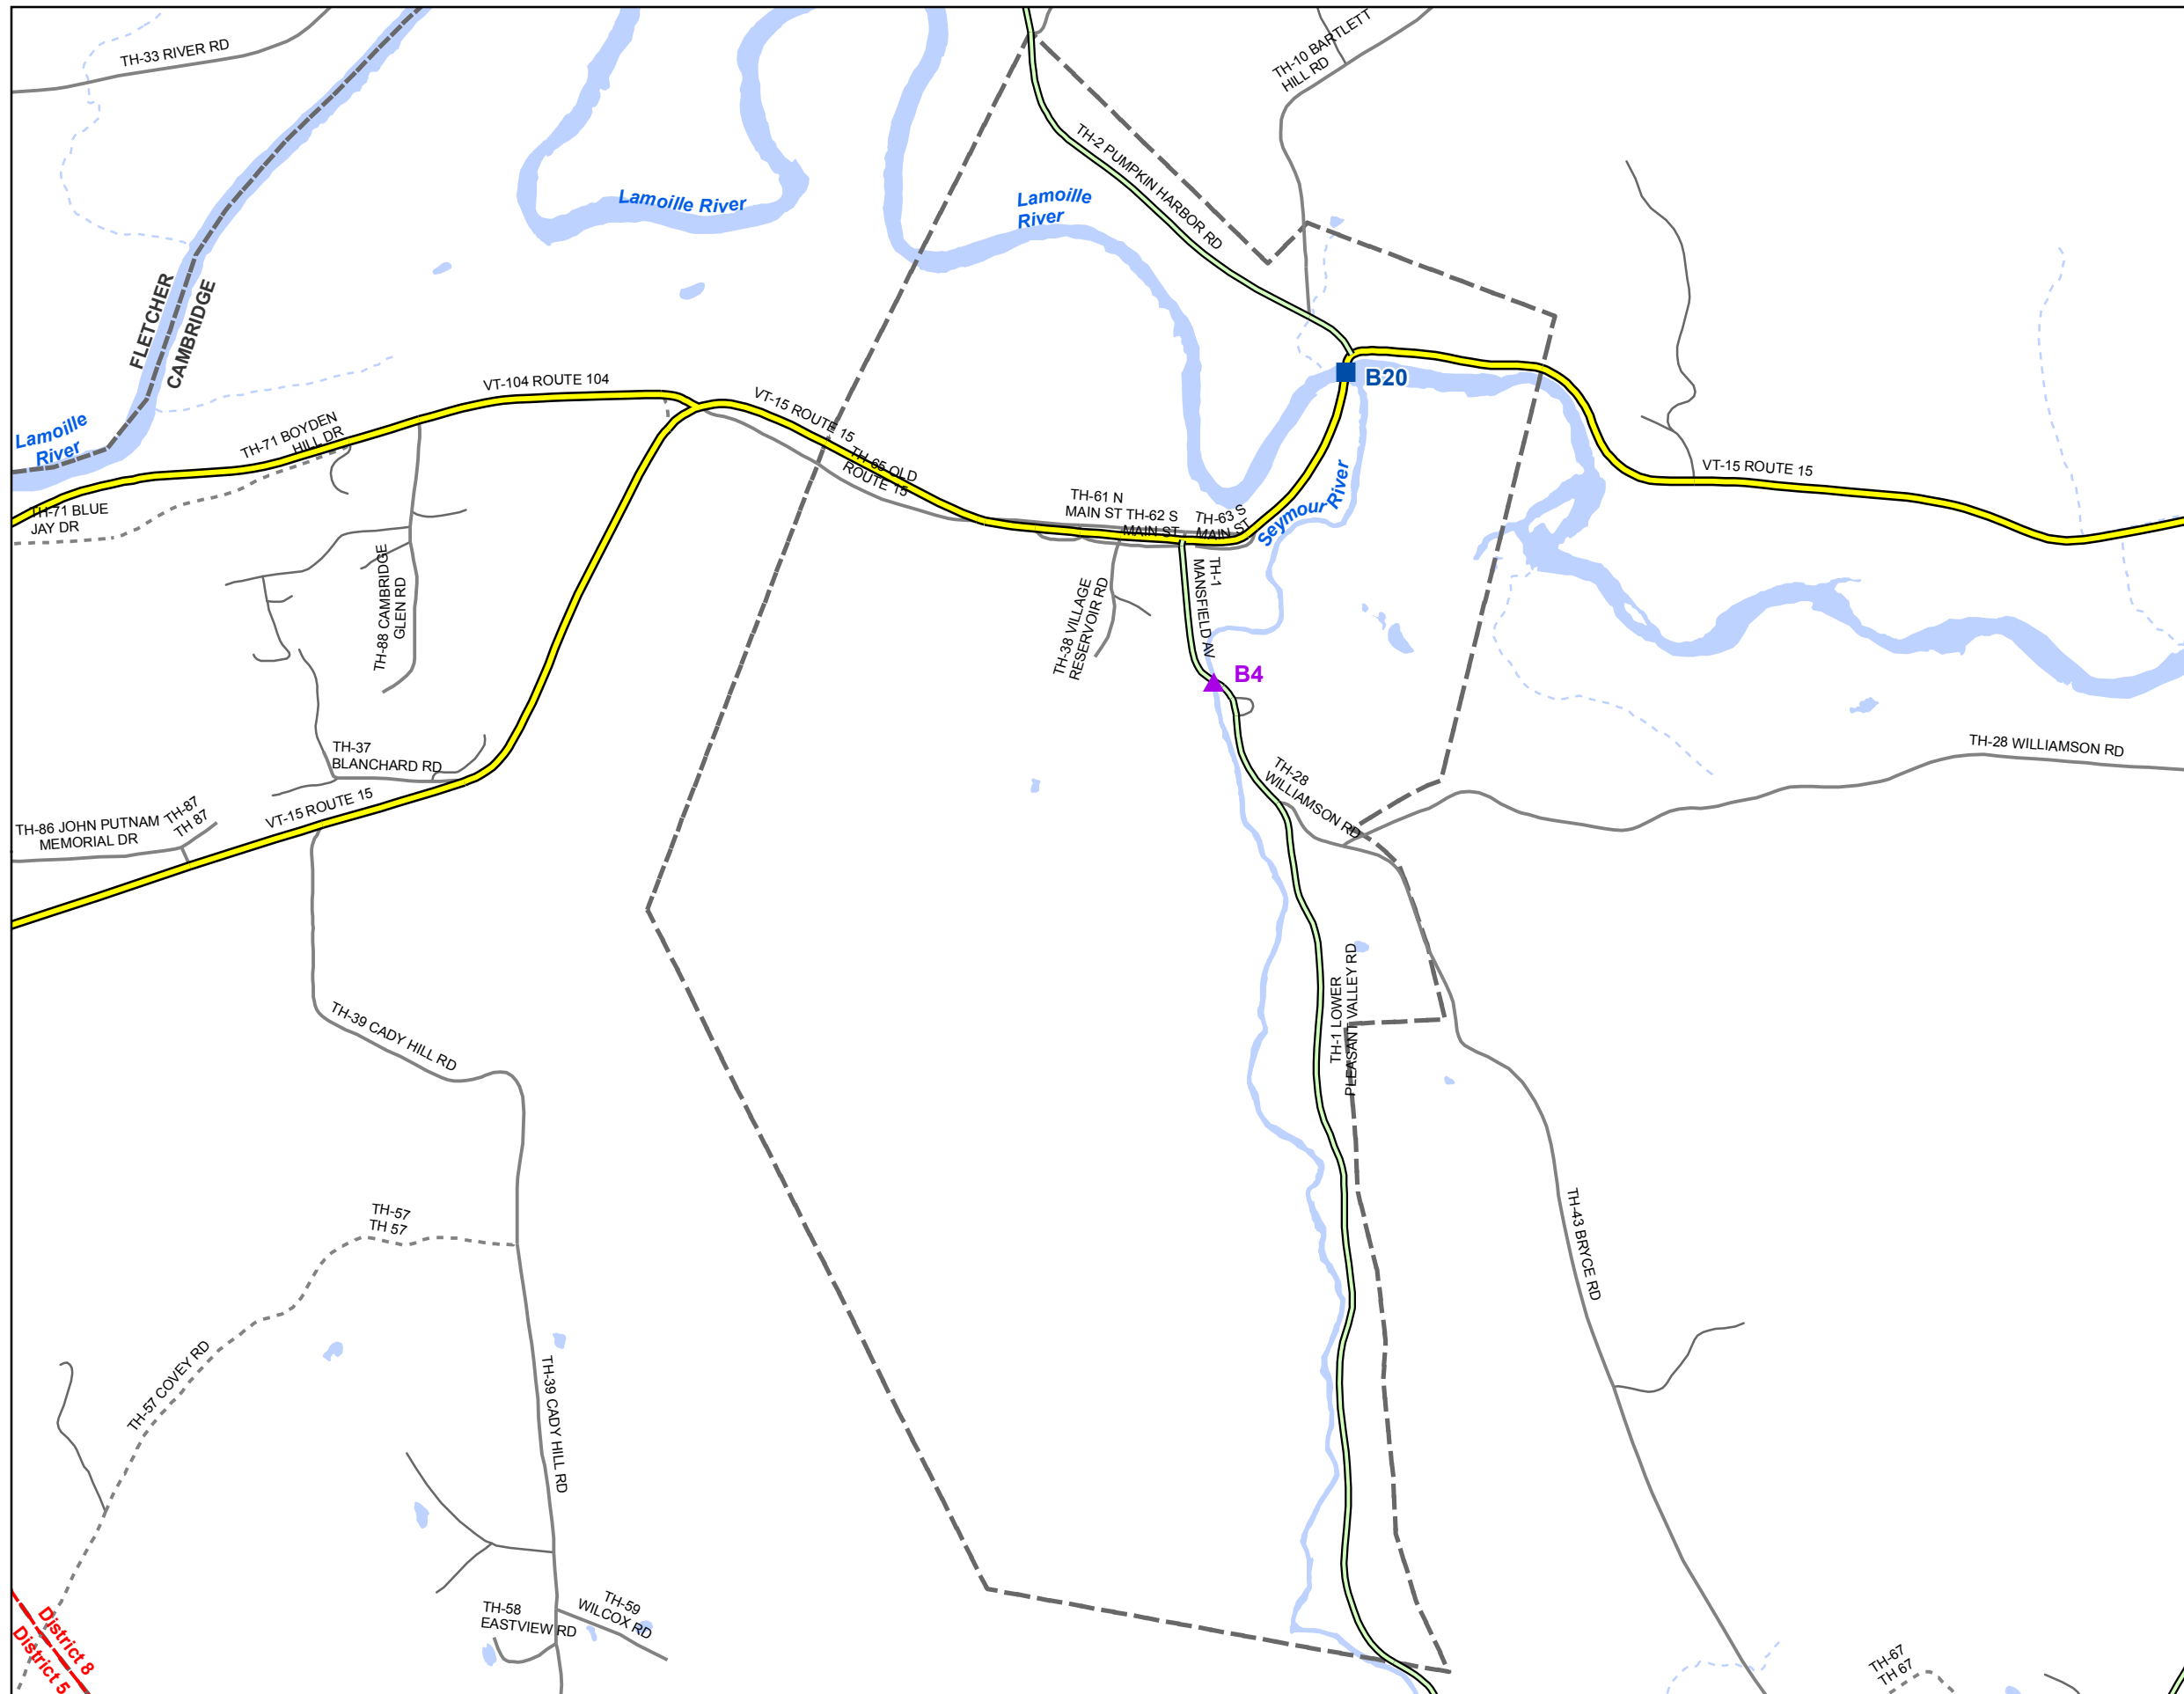 TH-33 RIVER RD
TH-10 BARTLETT
HILL RD
TH-2 PUMPKIN HARBOR RD
Lamoille River
Lamoille
River
FLETCHER
CAMBRIDGE
Lamoille
River
VT-104 ROUTE 104
VT-15 ROUTE 15
B20
TH-71 BOYDEN
HILL DR
TH-65 OLD
ROUTE 15
VT-15 ROUTE 15
TH-71 BLUE
JAY DR
TH-61 N
MAIN ST
TH-62 S
MAIN ST
TH-63 S
MAIN ST
Seymour River
TH-88 CAMBRIDGE
GLEN RD
TH-38 VILLAGE
RESERVOIR RD
TH-1
MANSFIELD AV
B4
TH-37
BLANCHARD RD
TH-28
WILLIAMSON RD
TH-28 WILLIAMSON RD
VT-15 ROUTE 15
TH-86 JOHN PUTNAM
MEMORIAL DR
TH-87
TH 87
TH-39 CADY HILL RD
TH-1 LOWER
PLEASANT VALLEY RD
TH-57
TH 57
TH-43 BRYCE RD
TH-57 COVEY RD
TH-39 CADY HILL RD
TH-58
EASTVIEW RD
TH-59
WILCOX RD
District 8
District 5
TH-67
TH 67